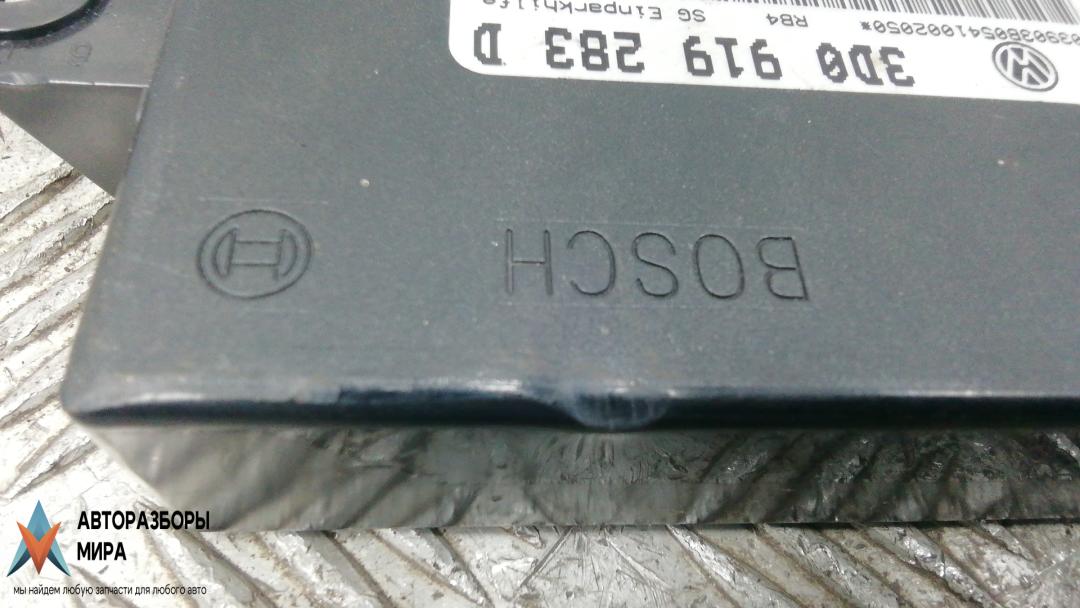 3D0 919 283 D
SG Einparkhilfe RB4
BOSCH
АВТОРАЗБОРЫ
МИРА
мы найдем любую запчасти для любого авто